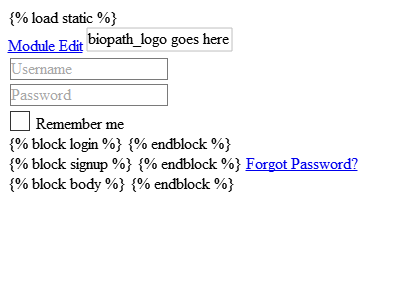 {% load static %}
Module Edit biopath_logo goes here
Username
Password
Remember me
{% block login %} {% endblock %}
{% block signup %} {% endblock %} Forgot Password?
{% block body %} {% endblock %}